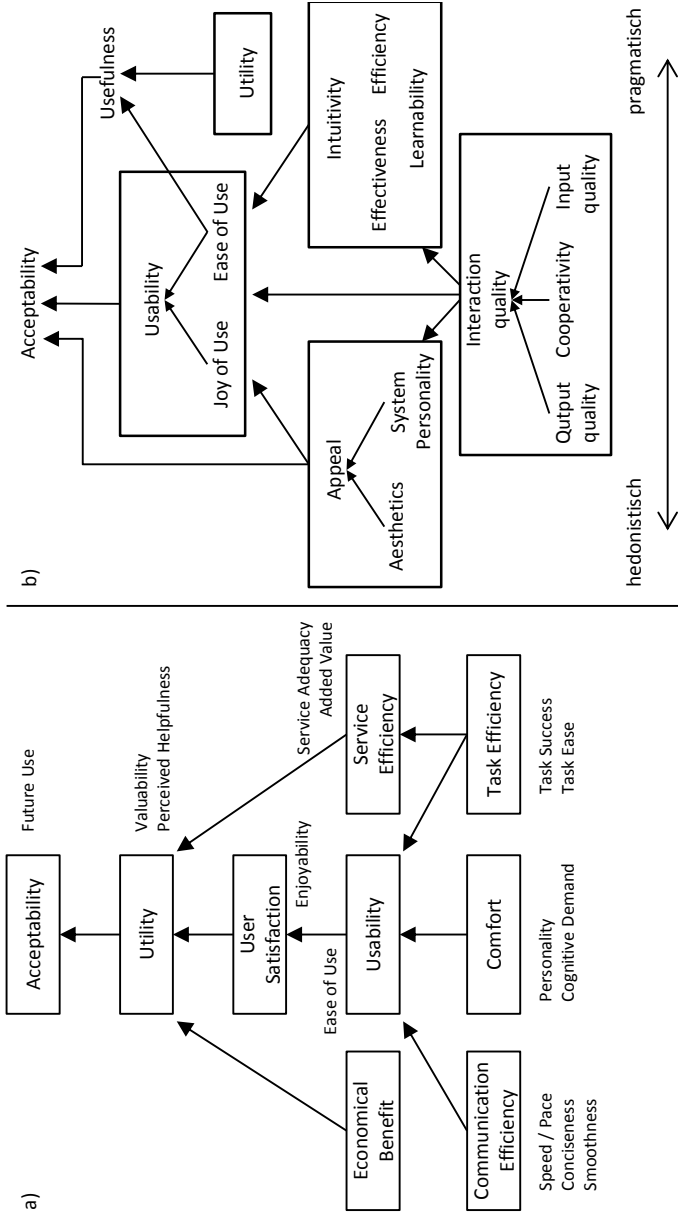 a)
Acceptability
Future Use
Utility
Valuability
Perceived Helpfulness
User
Satisfaction
Enjoyability
Ease of Use
Service Adequacy
Added Value
Economical
Benefit
Usability
Service
Efficiency
Communication
Efficiency
Comfort
Task Efficiency
Speed / Pace
Conciseness
Smoothness
Personality
Cognitive Demand
Task Success
Task Ease
b)
Acceptability
Usefulness
Usability
Joy of Use
Ease of Use
Utility
Appeal
Aesthetics
System
Personality
Intuitivity
Effectiveness
Efficiency
Learnability
Interaction
quality
Qutput
quality
Cooperativity
Input
quality
hedonistisch
pragmatisch